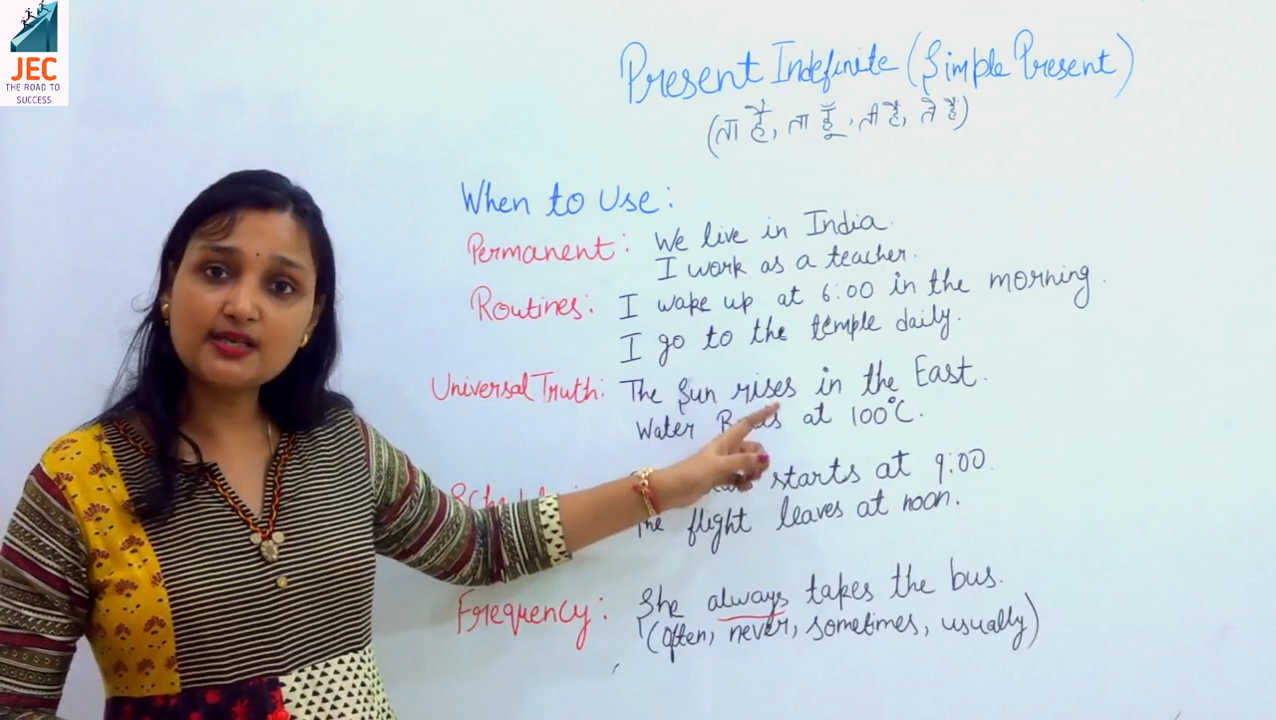 JEC
THE ROAD TO
SUCCESS
Present Indefinite (Simple Present)
(ता है, ता हूँ, ती है, ते हैं)
When to Use:
Permanent: We live in India.
I work as a teacher.
Routines: I wake up at 6:00 in the morning.
I go to the temple daily.
Universal Truth: The Sun rises in the East.
Water at 100°C.
starts at 9:00.
The flight leaves at noon.
Frequency: She always takes the bus.
(often, never, sometimes, usually)